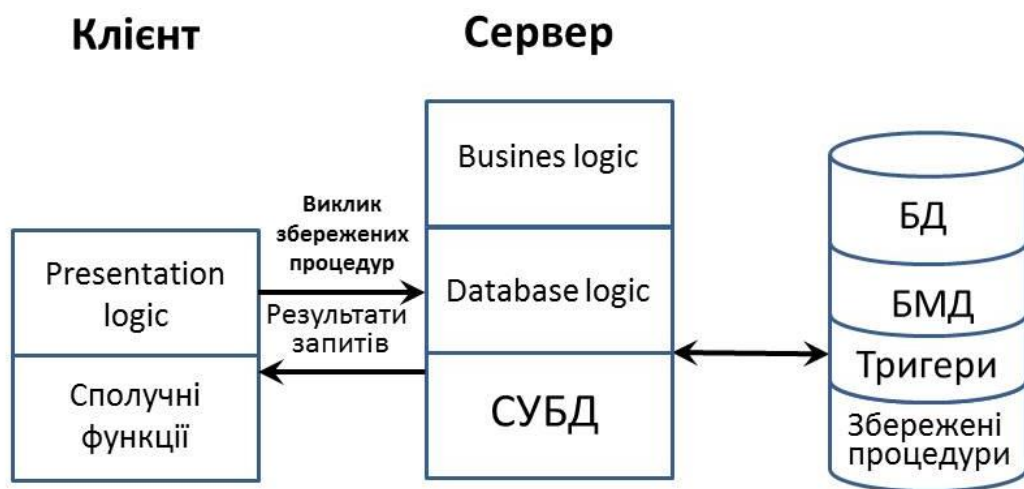 Клієнт
Сервер
Busines logic
Виклик
збережених
процедур
Presentation
logic
Database logic
Результати
запитів
Сполучні
функції
СУБД
БД
БМД
Тригери
Збережені
процедури